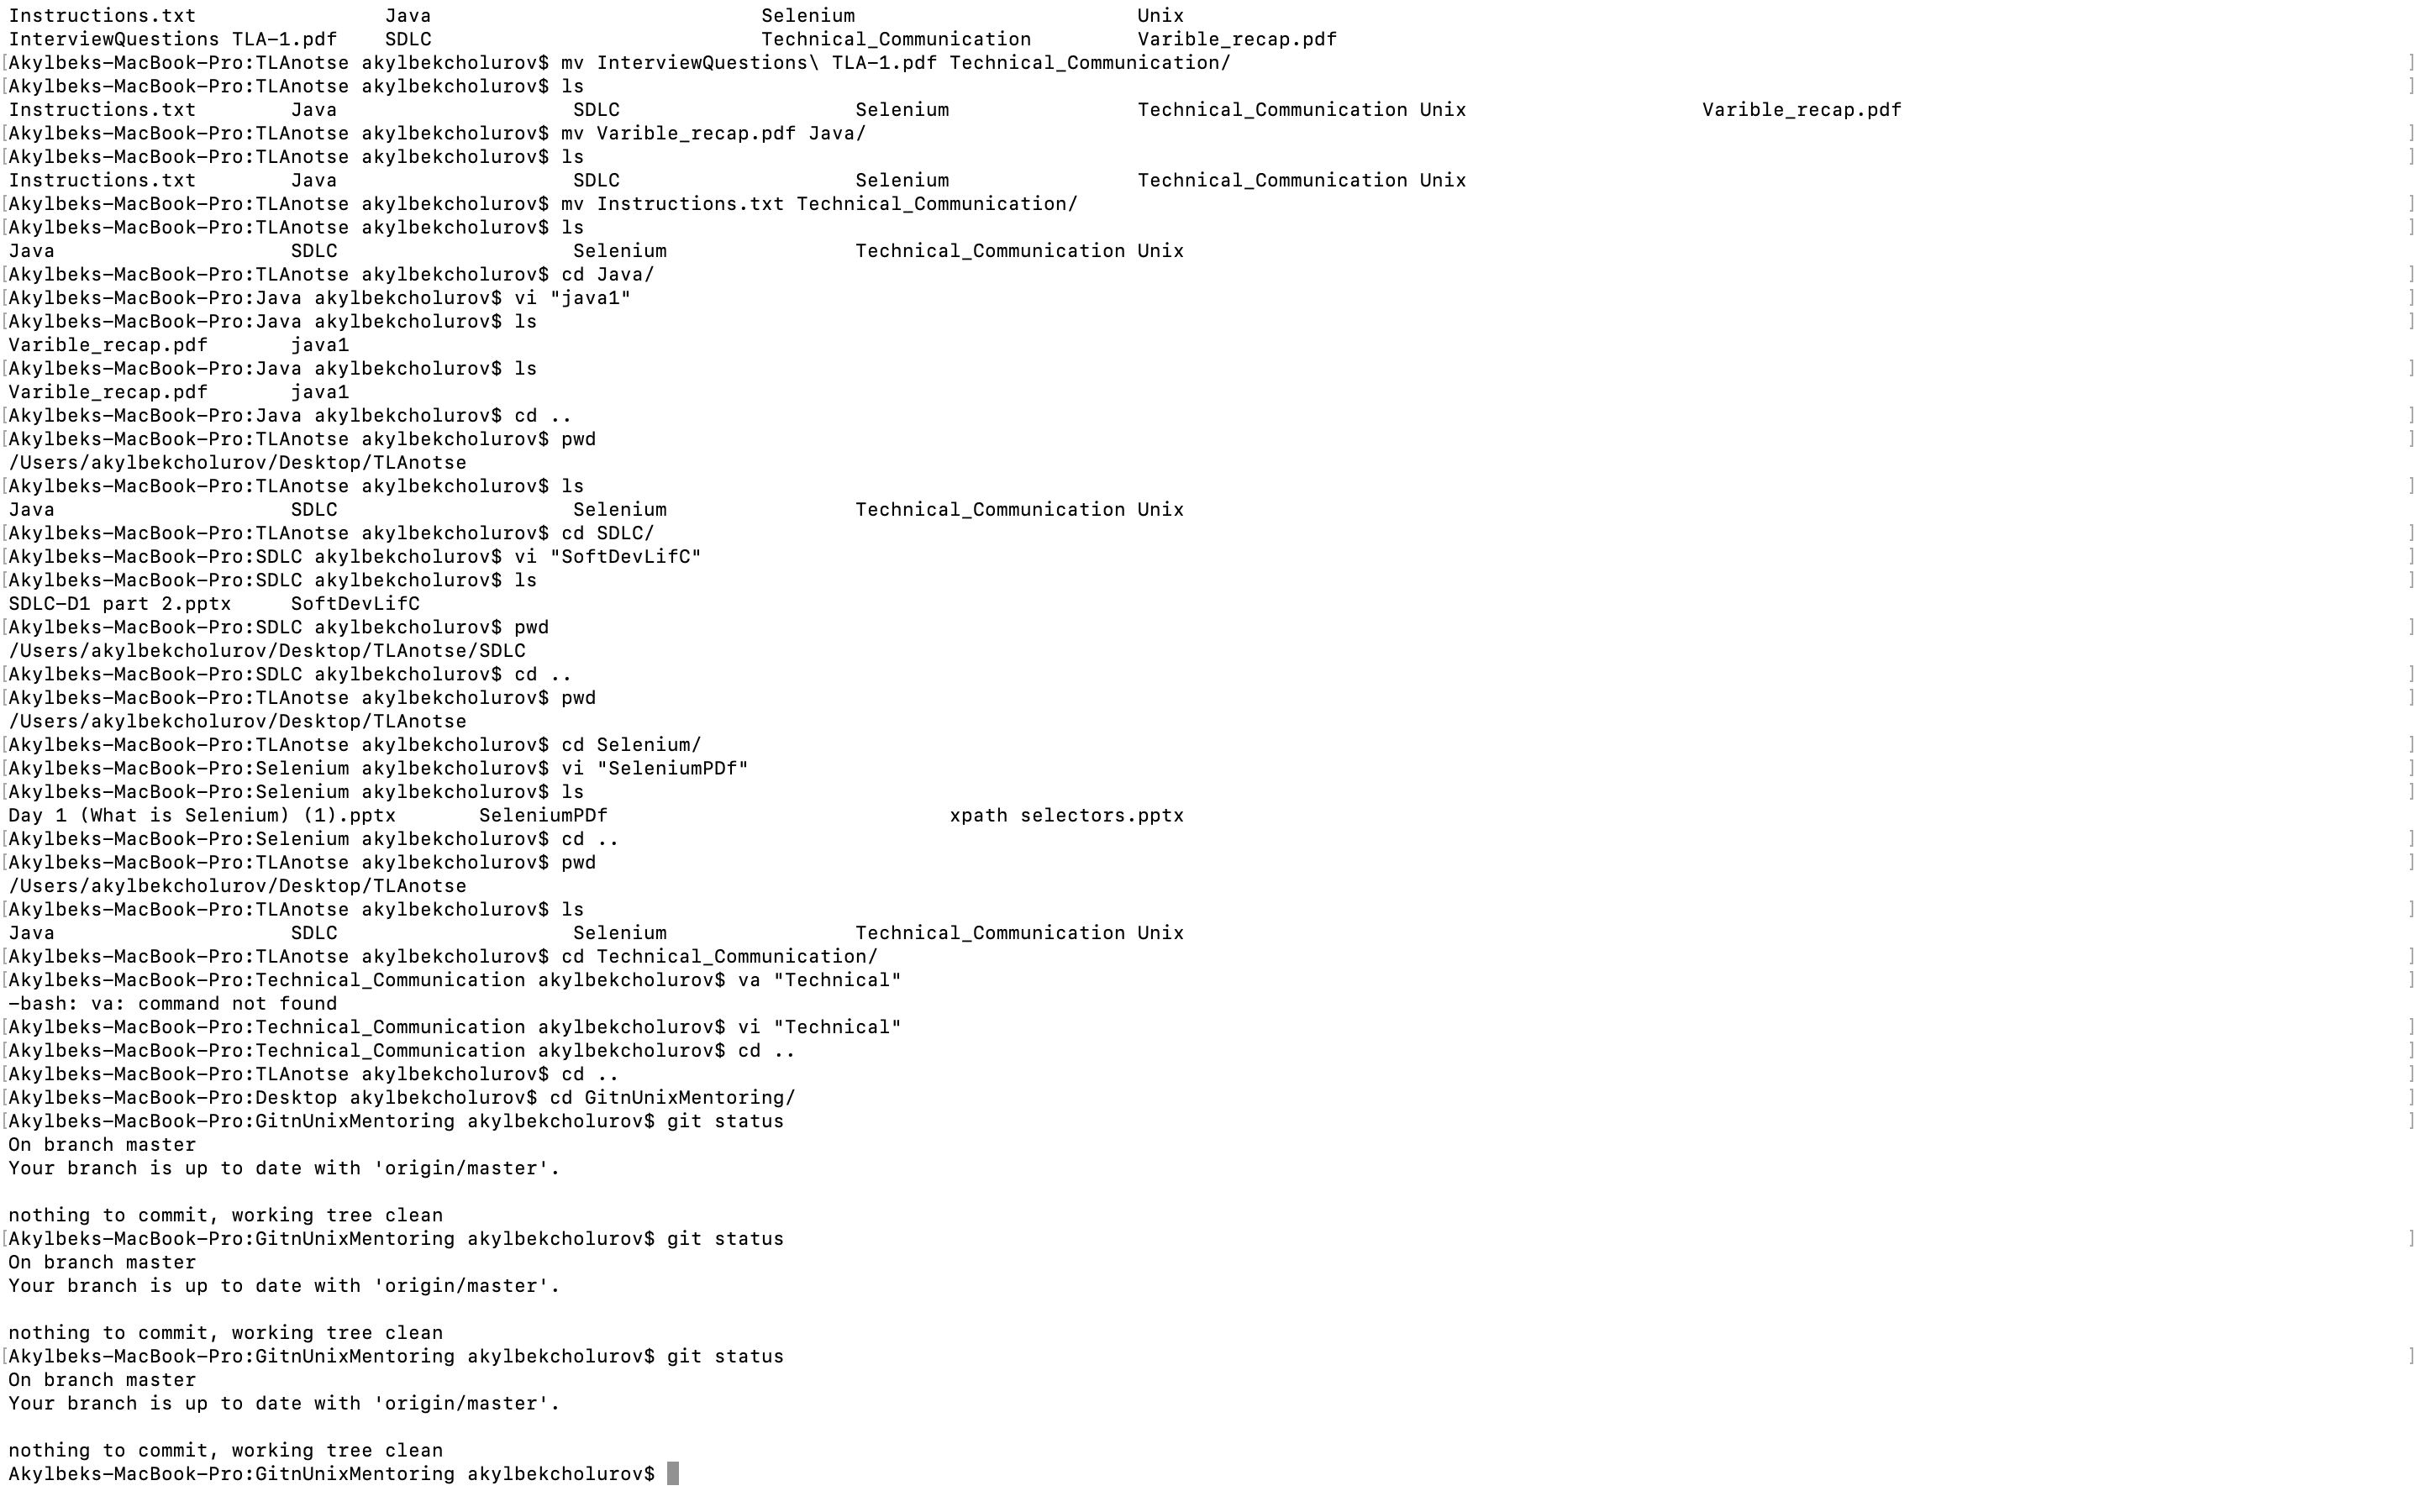 Instructions.txt Java Selenium Unix
InterviewQuestions TLA-1.pdf SDLC Technical_Communication Varible_recap.pdf
[Akylbeks-MacBook-Pro:TLAnotse akylbekcholurov$ mv InterviewQuestions\ TLA-1.pdf Technical_Communication/ ]
[Akylbeks-MacBook-Pro:TLAnotse akylbekcholurov$ ls ]
Instructions.txt Java SDLC Selenium Technical_Communication Unix Varible_recap.pdf
[Akylbeks-MacBook-Pro:TLAnotse akylbekcholurov$ mv Varible_recap.pdf Java/ ]
[Akylbeks-MacBook-Pro:TLAnotse akylbekcholurov$ ls ]
Instructions.txt Java SDLC Selenium Technical_Communication Unix
[Akylbeks-MacBook-Pro:TLAnotse akylbekcholurov$ mv Instructions.txt Technical_Communication/ ]
[Akylbeks-MacBook-Pro:TLAnotse akylbekcholurov$ ls ]
Java SDLC Selenium Technical_Communication Unix
[Akylbeks-MacBook-Pro:TLAnotse akylbekcholurov$ cd Java/ ]
[Akylbeks-MacBook-Pro:Java akylbekcholurov$ vi "java1" ]
[Akylbeks-MacBook-Pro:Java akylbekcholurov$ ls ]
Varible_recap.pdf java1
[Akylbeks-MacBook-Pro:Java akylbekcholurov$ ls ]
Varible_recap.pdf java1
[Akylbeks-MacBook-Pro:Java akylbekcholurov$ cd .. ]
[Akylbeks-MacBook-Pro:TLAnotse akylbekcholurov$ pwd ]
/Users/akylbekcholurov/Desktop/TLAnotse
[Akylbeks-MacBook-Pro:TLAnotse akylbekcholurov$ ls ]
Java SDLC Selenium Technical_Communication Unix
[Akylbeks-MacBook-Pro:TLAnotse akylbekcholurov$ cd SDLC/ ]
[Akylbeks-MacBook-Pro:SDLC akylbekcholurov$ vi "SoftDevLifC" ]
[Akylbeks-MacBook-Pro:SDLC akylbekcholurov$ ls ]
SDLC-D1 part 2.pptx SoftDevLifC
[Akylbeks-MacBook-Pro:SDLC akylbekcholurov$ pwd ]
/Users/akylbekcholurov/Desktop/TLAnotse/SDLC
[Akylbeks-MacBook-Pro:SDLC akylbekcholurov$ cd .. ]
[Akylbeks-MacBook-Pro:TLAnotse akylbekcholurov$ pwd ]
/Users/akylbekcholurov/Desktop/TLAnotse
[Akylbeks-MacBook-Pro:TLAnotse akylbekcholurov$ cd Selenium/ ]
[Akylbeks-MacBook-Pro:Selenium akylbekcholurov$ vi "SeleniumPDf" ]
[Akylbeks-MacBook-Pro:Selenium akylbekcholurov$ ls ]
Day 1 (What is Selenium) (1).pptx SeleniumPDf xpath selectors.pptx
[Akylbeks-MacBook-Pro:Selenium akylbekcholurov$ cd .. ]
[Akylbeks-MacBook-Pro:TLAnotse akylbekcholurov$ pwd ]
/Users/akylbekcholurov/Desktop/TLAnotse
[Akylbeks-MacBook-Pro:TLAnotse akylbekcholurov$ ls ]
Java SDLC Selenium Technical_Communication Unix
[Akylbeks-MacBook-Pro:TLAnotse akylbekcholurov$ cd Technical_Communication/ ]
[Akylbeks-MacBook-Pro:Technical_Communication akylbekcholurov$ va "Technical" ]
-bash: va: command not found
[Akylbeks-MacBook-Pro:Technical_Communication akylbekcholurov$ vi "Technical" ]
[Akylbeks-MacBook-Pro:Technical_Communication akylbekcholurov$ cd .. ]
[Akylbeks-MacBook-Pro:TLAnotse akylbekcholurov$ cd .. ]
[Akylbeks-MacBook-Pro:Desktop akylbekcholurov$ cd GitnUnixMentoring/ ]
[Akylbeks-MacBook-Pro:GitnUnixMentoring akylbekcholurov$ git status ]
On branch master
Your branch is up to date with 'origin/master'.
nothing to commit, working tree clean
[Akylbeks-MacBook-Pro:GitnUnixMentoring akylbekcholurov$ git status ]
On branch master
Your branch is up to date with 'origin/master'.
nothing to commit, working tree clean
[Akylbeks-MacBook-Pro:GitnUnixMentoring akylbekcholurov$ git status ]
On branch master
Your branch is up to date with 'origin/master'.
nothing to commit, working tree clean
Akylbeks-MacBook-Pro:GitnUnixMentoring akylbekcholurov$